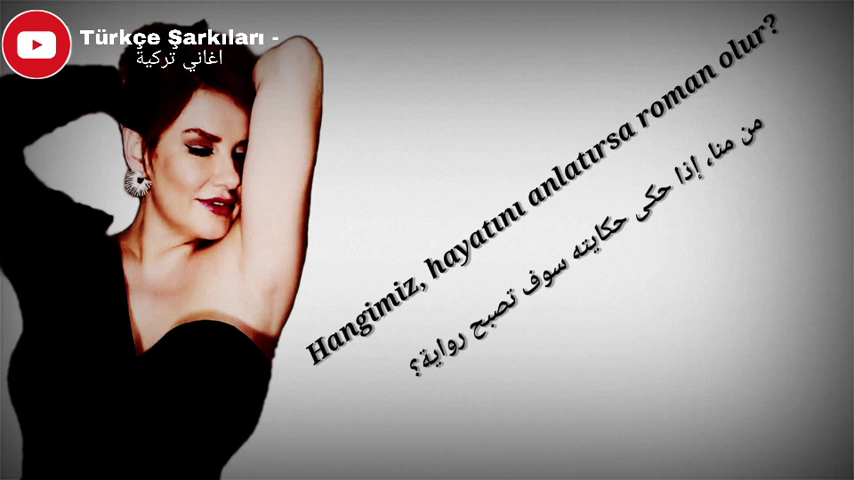 Türkçe Şarkıları -
اغاني تركية
Hangimiz, hayatını anlatırsa roman olur?
من منا، إذا حكى حكايته سوف تصبح رواية؟